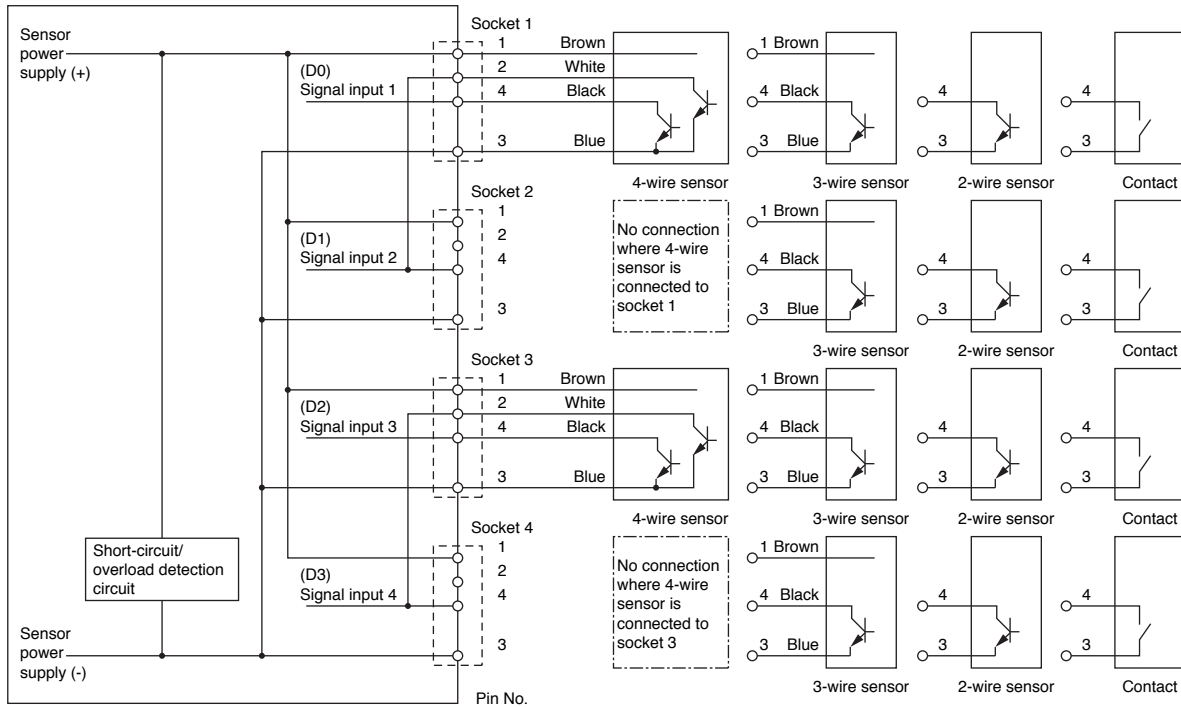 Sensor
power
supply (+)
Socket 1
1 Brown
2 White
(D0)
Signal input 1
4 Black
3 Blue
4-wire sensor
1 Brown
4 Black
3 Blue
3-wire sensor
4
3
2-wire sensor
4
3
Contact
Socket 2
1
2
(D1)
Signal input 2
4
3
No connection
where 4-wire
sensor is
connected to
socket 1
1 Brown
4 Black
3 Blue
3-wire sensor
4
3
2-wire sensor
4
3
Contact
Socket 3
1 Brown
2 White
(D2)
Signal input 3
4 Black
3 Blue
4-wire sensor
1 Brown
4 Black
3 Blue
3-wire sensor
4
3
2-wire sensor
4
3
Contact
Short-circuit/
overload detection
circuit
Socket 4
1
2
(D3)
Signal input 4
4
3
No connection
where 4-wire
sensor is
connected to
socket 3
1 Brown
4 Black
3 Blue
3-wire sensor
4
3
2-wire sensor
4
3
Contact
Sensor
power
supply (-)
Pin No.